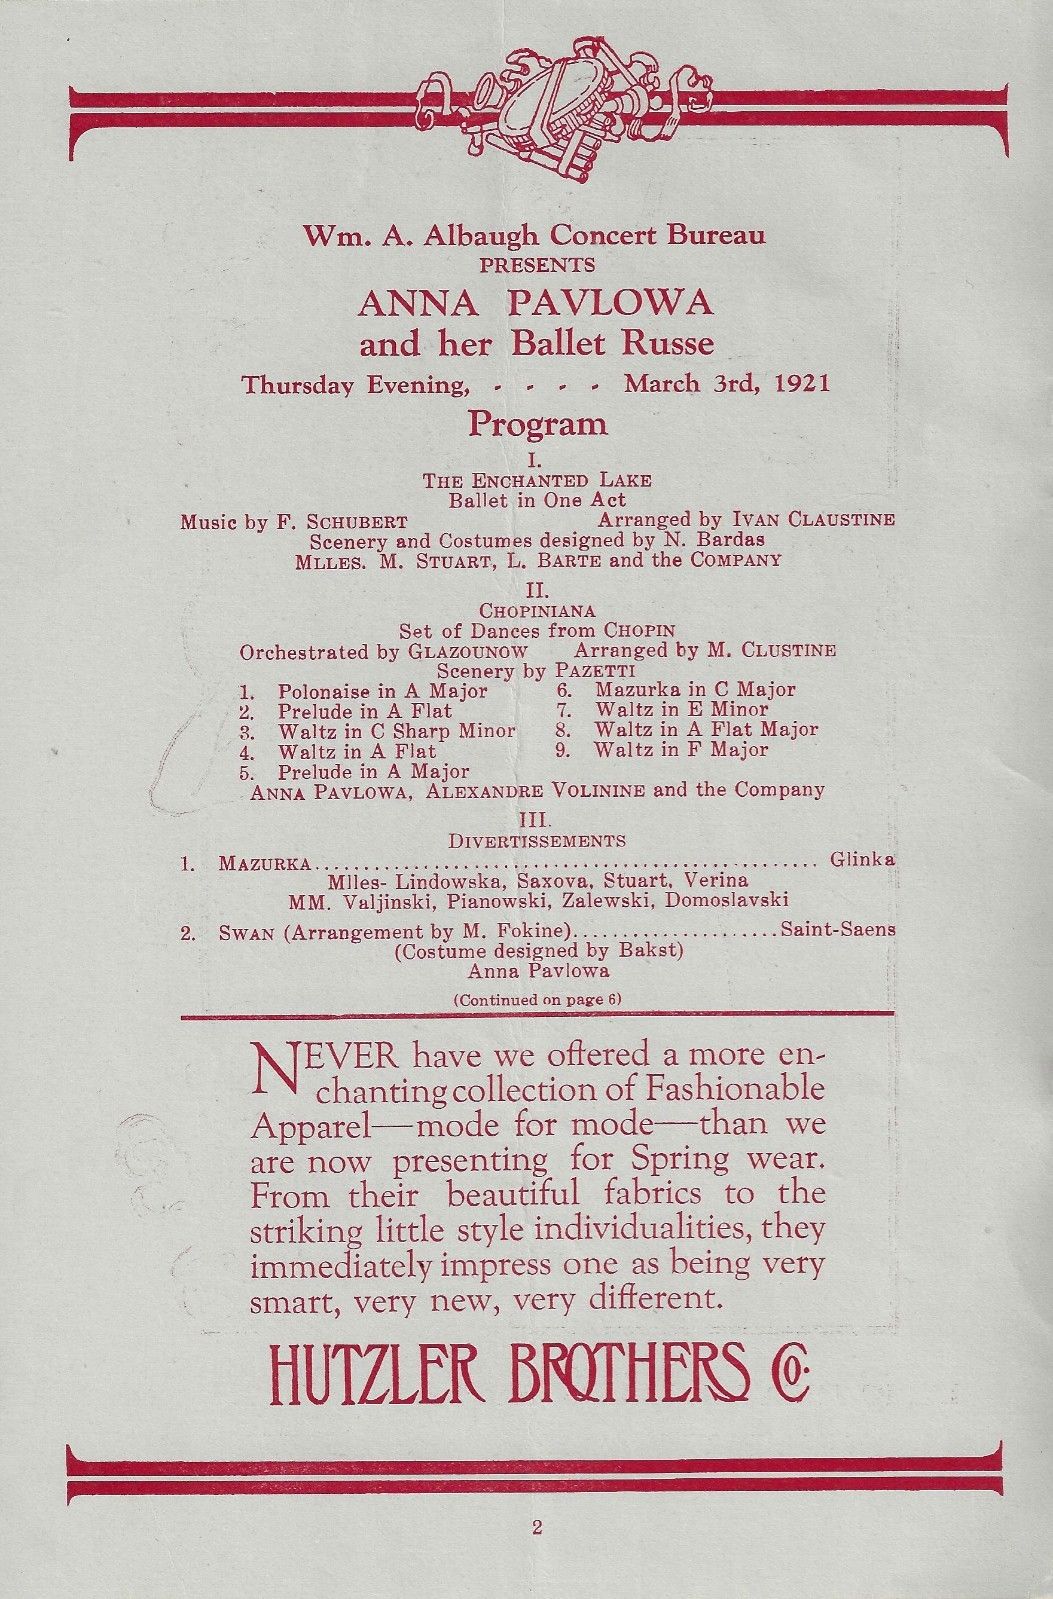 Wm. A. Albaugh Concert Bureau
PRESENTS
ANNA PAVLOWA
and her Ballet Russe
Thursday Evening, - - - - March 3rd, 1921
Program
I.
THE ENCHANTED LAKE
Ballet in One Act
Music by F. SCHUBERT Arranged by IVAN CLAUSTINE
Scenery and Costumes designed by N. Bardas
MLLES. M. STUART, L. BARTE and the COMPANY
II.
CHOPINIANA
Set of Dances from CHOPIN
Orchestrated by GLAZOUNOW Arranged by M. CLUSTINE
Scenery by PAZETTI
1. Polonaise in A Major
2. Prelude in A Flat
3. Waltz in C Sharp Minor
4. Waltz in A Flat
5. Prelude in A Major
6. Mazurka in C Major
7. Waltz in E Minor
8. Waltz in A Flat Major
9. Waltz in F Major
ANNA PAVLOWA, ALEXANDRE VOLININE and the Company
III.
DIVERTISSEMENTS
1. MAZURKA.................................................. Glinka
Mlles- Lindowska, Saxova, Stuart, Verina
MM. Valjinski, Pianowski, Zalewski, Domoslavski
2. SWAN (Arrangement by M. Fokine)....................Saint-Saens
(Costume designed by Bakst)
Anna Pavlowa
(Continued on page 6)
NEVER have we offered a more en-
chanting collection of Fashionable
Apparel—mode for mode—than we
are now presenting for Spring wear.
From their beautiful fabrics to the
striking little style individualities, they
immediately impress one as being very
smart, very new, very different.
HUTZLER BROTHERS Co.
2